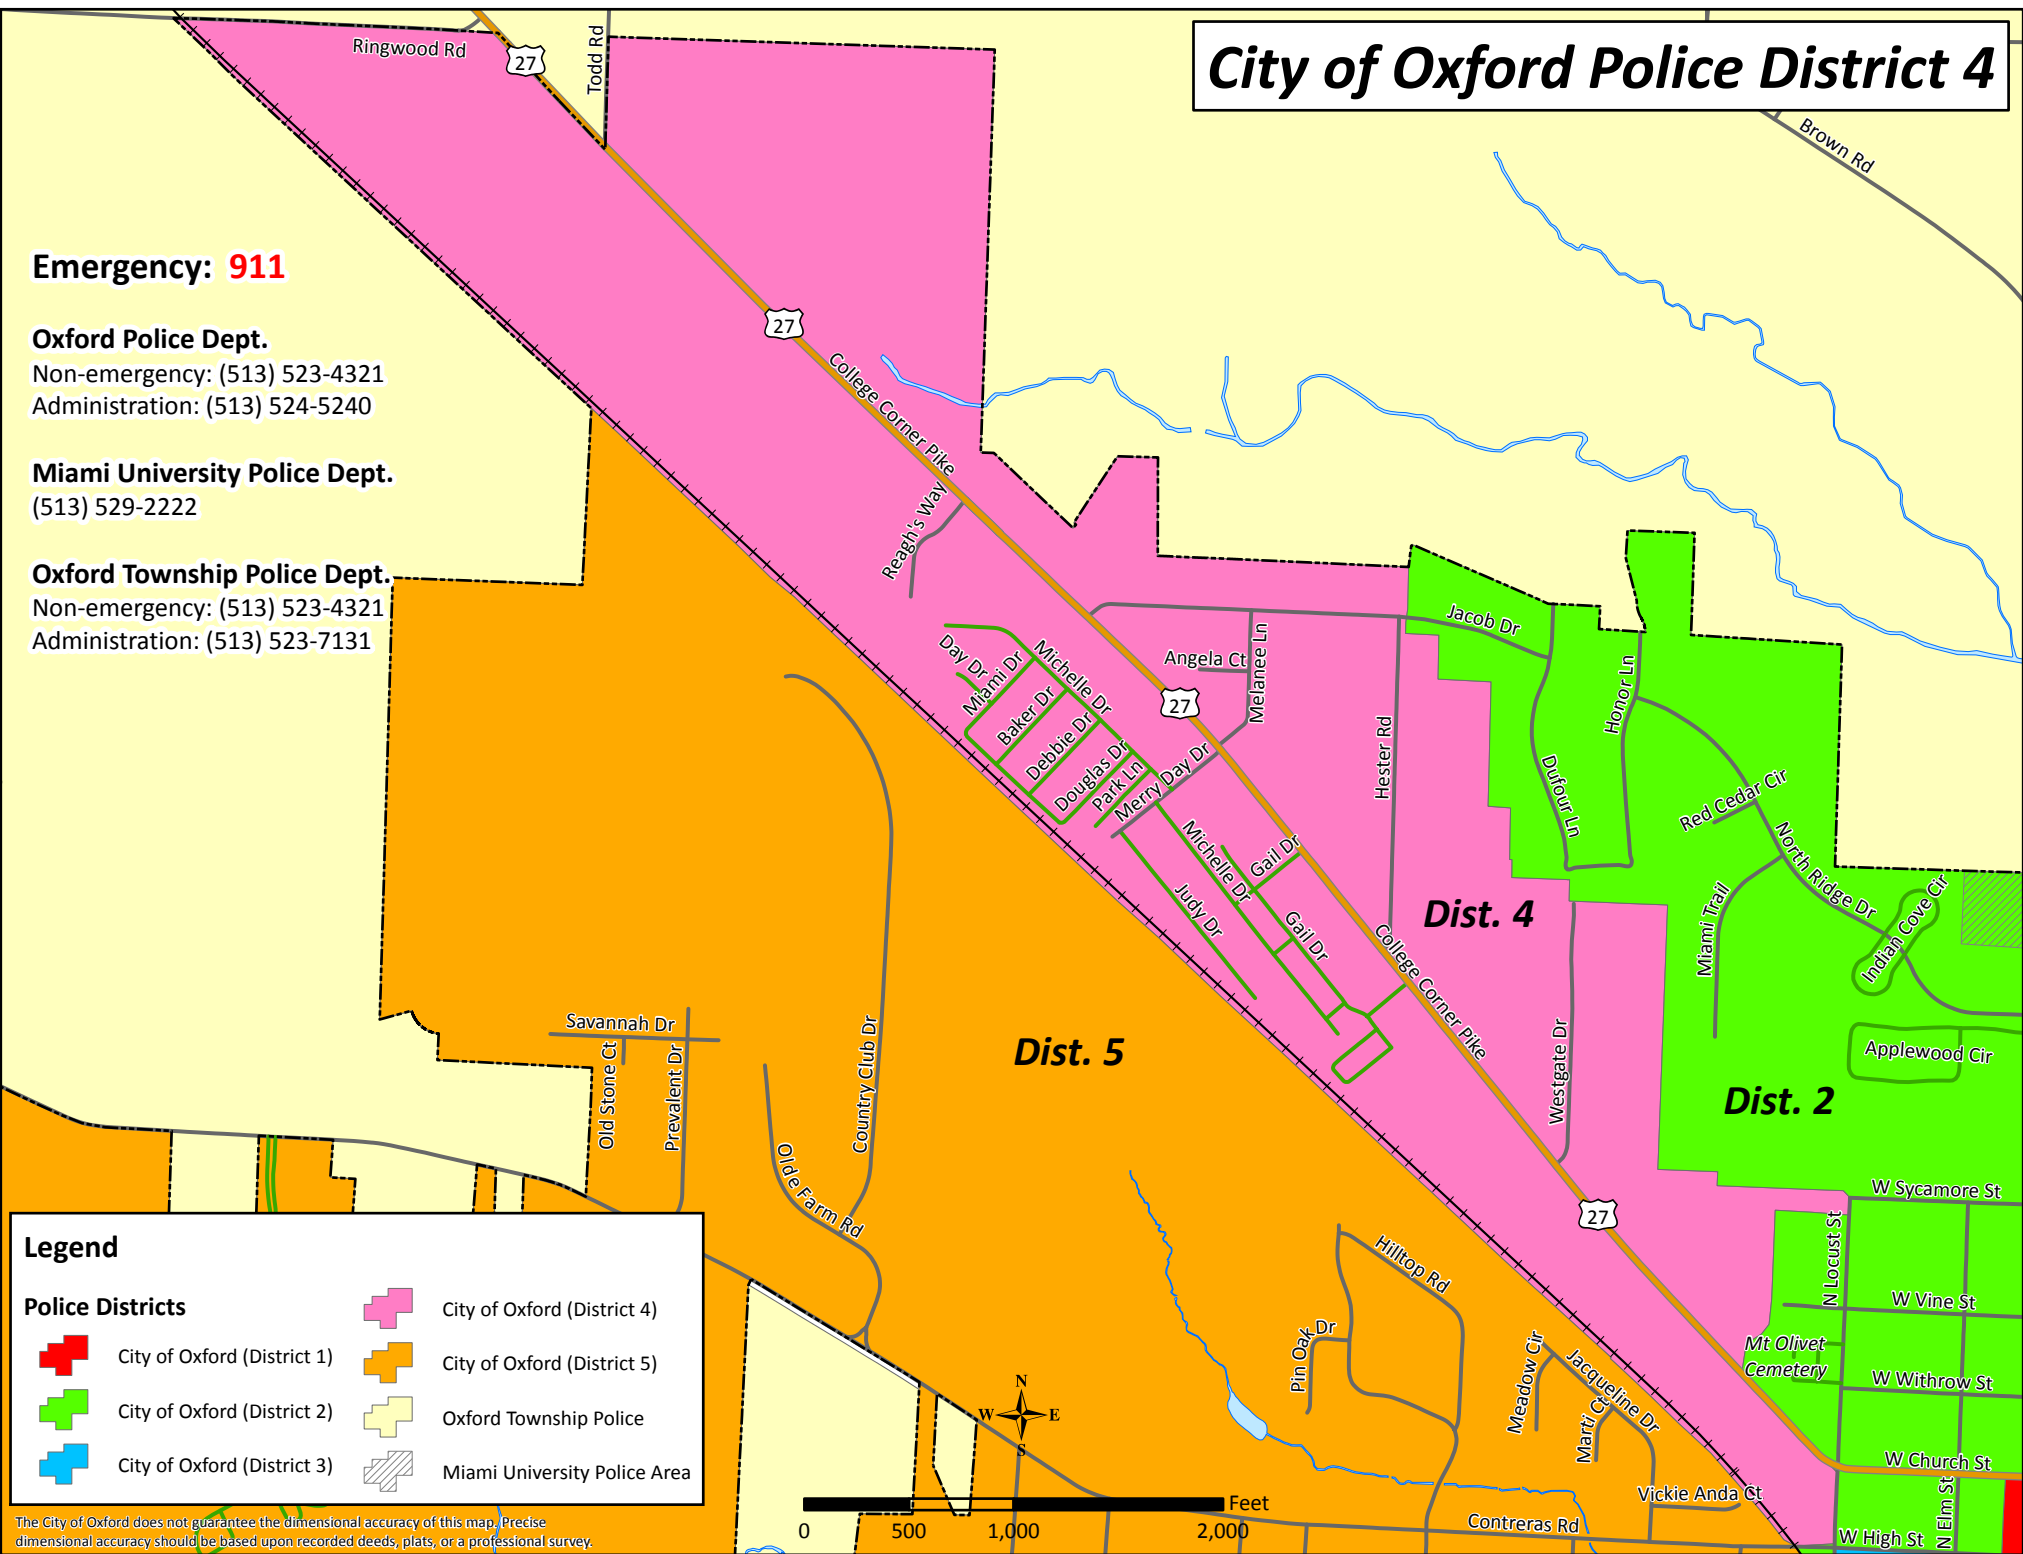 City of Oxford Police District 4
Ringwood Rd
27
Todd Rd
Brown Rd
Emergency: 911
Oxford Police Dept.
Non-emergency: (513) 523-4321
Administration: (513) 524-5240
Miami University Police Dept.
(513) 529-2222
Oxford Township Police Dept.
Non-emergency: (513) 523-4321
Administration: (513) 523-7131
27
College Corner Pike
Reagh's Way
Jacob Dr
Day Dr
Miami Dr
Michelle Dr
Angela Ct
Melanee Ln
Honor Ln
27
Baker Dr
Debbie Dr
Hester Rd
Douglas Dr
Park Ln
Merry Day Dr
Dufour Ln
Red Cedar Cir
North Ridge Dr
Michelle Dr
Gail Dr
Judy Dr
Gail Dr
Dist. 4
Miami Trail
Indian Cove Cir
College Corner Pike
Savannah Dr
Old Stone Ct
Prevalent Dr
Country Club Dr
Dist. 5
Westgate Dr
Applewood Cir
Dist. 2
Olde Farm Rd
W Sycamore St
27
N Locust St
Hilltop Rd
W Vine St
Pin Oak Dr
Meadow Cir
Jacqueline Dr
Marti Ct
Mt Olivet
Cemetery
W Withrow St
W Church St
Vickie Anda Ct
N Elm St
Contreras Rd
W High St
Legend
Police Districts
City of Oxford (District 1)
City of Oxford (District 2)
City of Oxford (District 3)
City of Oxford (District 4)
City of Oxford (District 5)
Oxford Township Police
Miami University Police Area
N
W E
S
Feet
0 500 1,000 2,000
The City of Oxford does not guarantee the dimensional accuracy of this map. Precise
dimensional accuracy should be based upon recorded deeds, plats, or a professional survey.